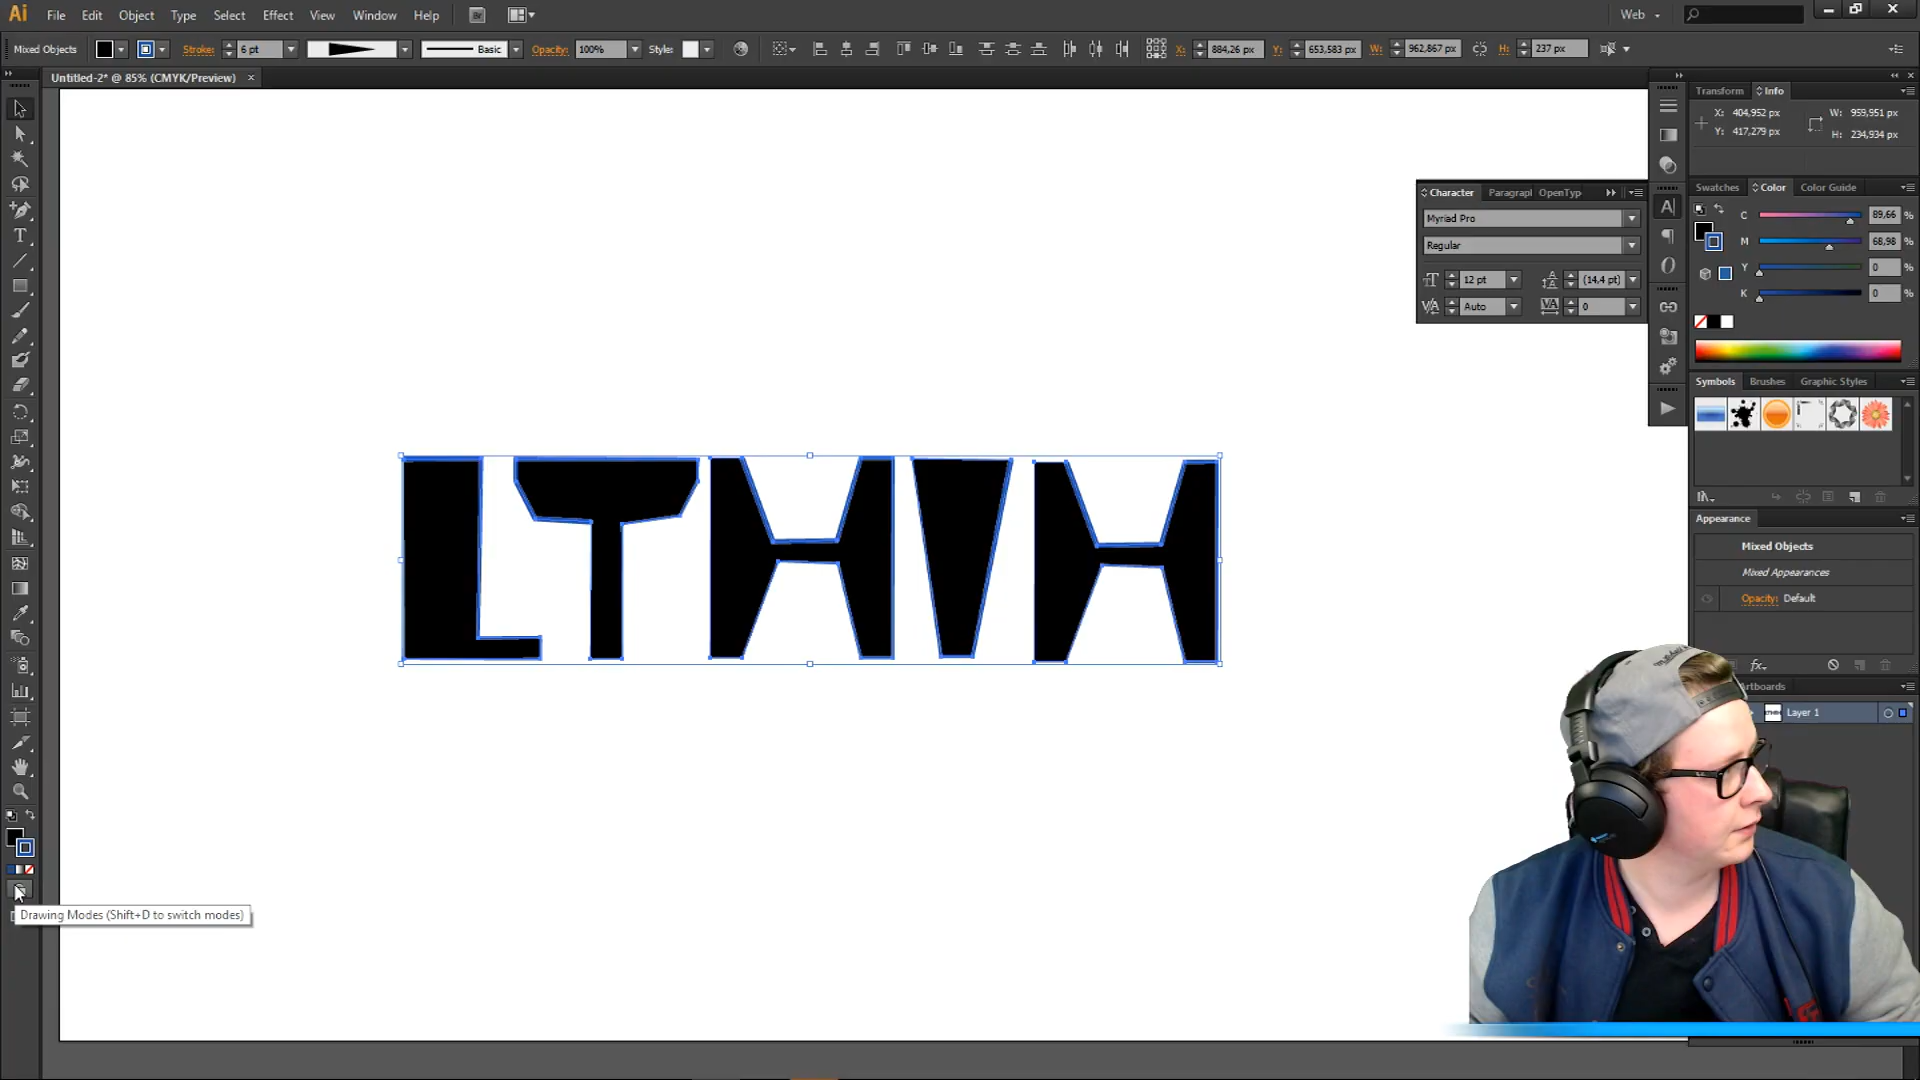 Ai File Edit Object Type Select Effect View Window Help Br Web
Mixed Objects Stroke: 6 pt Basic Opacity: 100% Style: X: 884,26 px Y: 653,583 px W: 962,867 px H: 237 px
Untitled-2* @ 85% (CMYK/Preview) ×
Transform Info
X: 404,952 px W: 959,951 px
Y: 417,279 px H: 234,934 px
Swatches Color Color Guide
C 89,66 %
M 68,98 %
Y 0 %
K 0 %
Character Paragraph OpenTyp
Myriad Pro
Regular
12 pt (14,4 pt)
Auto 0
Symbols Brushes Graphic Styles
Appearance
Mixed Objects
Mixed Appearances
Opacity: Default
fx
Artboards
Layer 1
LTHVH
Drawing Modes (Shift+D to switch modes)